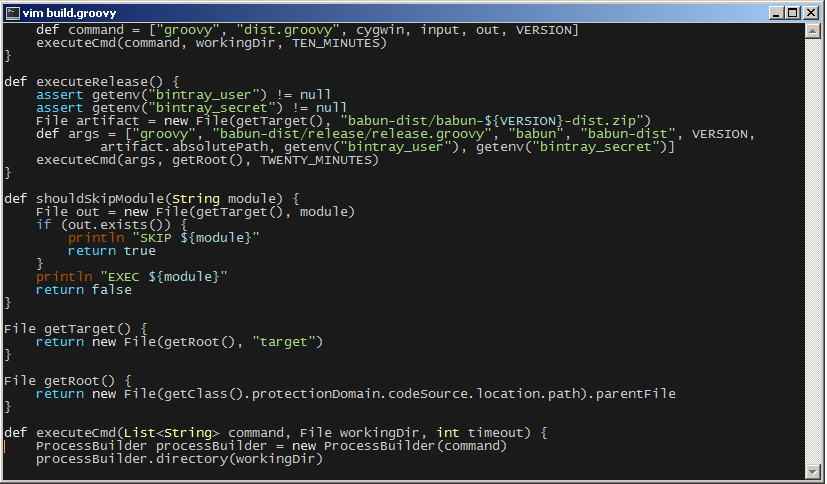 vim build.groovy
    def command = ["groovy", "dist.groovy", cygwin, input, out, VERSION]
    executeCmd(command, workingDir, TEN_MINUTES)
}
def executeRelease() {
    assert getenv("bintray_user") != null
    assert getenv("bintray_secret") != null
    File artifact = new File(getTarget(), "babun-dist/babun-${VERSION}-dist.zip")
    def args = ["groovy", "babun-dist/release/release.groovy", "babun", "babun-dist", VERSION,
            artifact.absolutePath, getenv("bintray_user"), getenv("bintray_secret")]
    executeCmd(args, getRoot(), TWENTY_MINUTES)
}
def shouldSkipModule(String module) {
    File out = new File(getTarget(), module)
    if (out.exists()) {
        println "SKIP ${module}"
        return true
    }
    println "EXEC ${module}"
    return false
}
File getTarget() {
    return new File(getRoot(), "target")
}
File getRoot() {
    return new File(getClass().protectionDomain.codeSource.location.path).parentFile
}
def executeCmd(List<String> command, File workingDir, int timeout) {
    ProcessBuilder processBuilder = new ProcessBuilder(command)
    processBuilder.directory(workingDir)